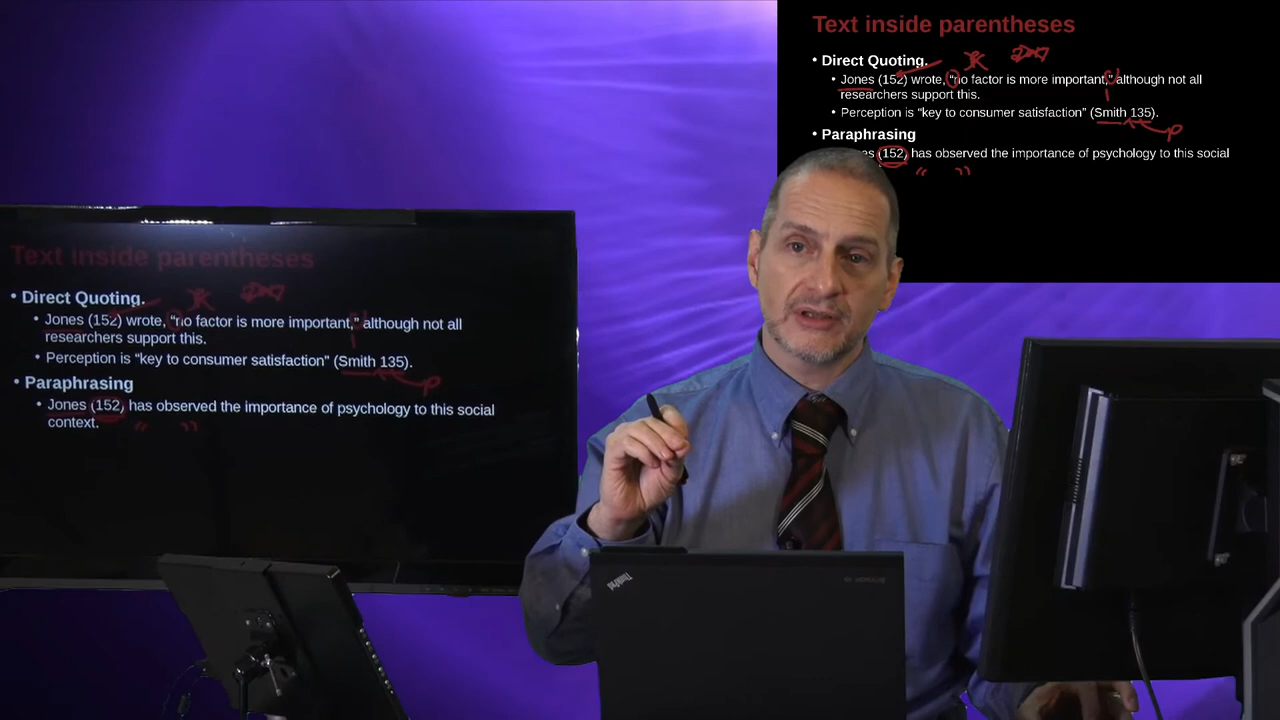 Text inside parentheses
• Direct Quoting.
• Jones (152) wrote, “no factor is more important,” although not all
researchers support this.
• Perception is “key to consumer satisfaction” (Smith 135).
p
• Paraphrasing
(152) has observed the importance of psychology to this social
“ ”
Text inside parentheses
• Direct Quoting.
• Jones (152) wrote, “no factor is more important,” although not all
researchers support this.
• Perception is “key to consumer satisfaction” (Smith 135).
p
• Paraphrasing
• Jones (152) has observed the importance of psychology to this social
context.
“ ”
ThinkPad